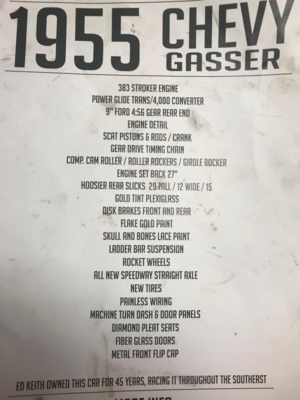 1955 CHEVY
GASSER
383 STROKER ENGINE
POWER GLIDE TRANS/4,000 CONVERTER
9" FORD 4:56 GEAR REAR END
ENGINE DETAIL
SCAT PISTONS & RODS / CRANK
GEAR DRIVE TIMING CHAIN
COMP. CAM ROLLER / ROLLER ROCKERS / GIRDLE ROCKER
ENGINE SET BACK 27"
HOOSIER REAR SLICKS 29 TALL / 12 WIDE / 15
GOLD TINT PLEXIGLASS
DISK BRAKES FRONT AND REAR
FLAKE GOLD PAINT
SKULL AND BONES LACE PAINT
LADDER BAR SUSPENSION
ROCKET WHEELS
ALL NEW SPEEDWAY STRAIGHT AXLE
NEW TIRES
PAINLESS WIRING
MACHINE TURN DASH & DOOR PANELS
DIAMOND PLEAT SEATS
FIBER GLASS DOORS
METAL FRONT FLIP CAP
ED KEITH OWNED THIS CAR FOR 45 YEARS, RACING IT THROUGHOUT THE SOUTHEAST
MORE INFO